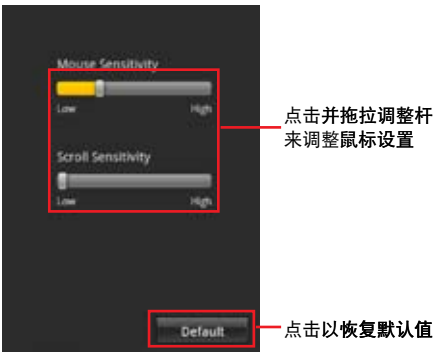 Mouse Sensitivity
Low High
点击并拖拉调整杆
来调整鼠标设置
Scroll Sensitivity
Low High
Default
点击以恢复默认值